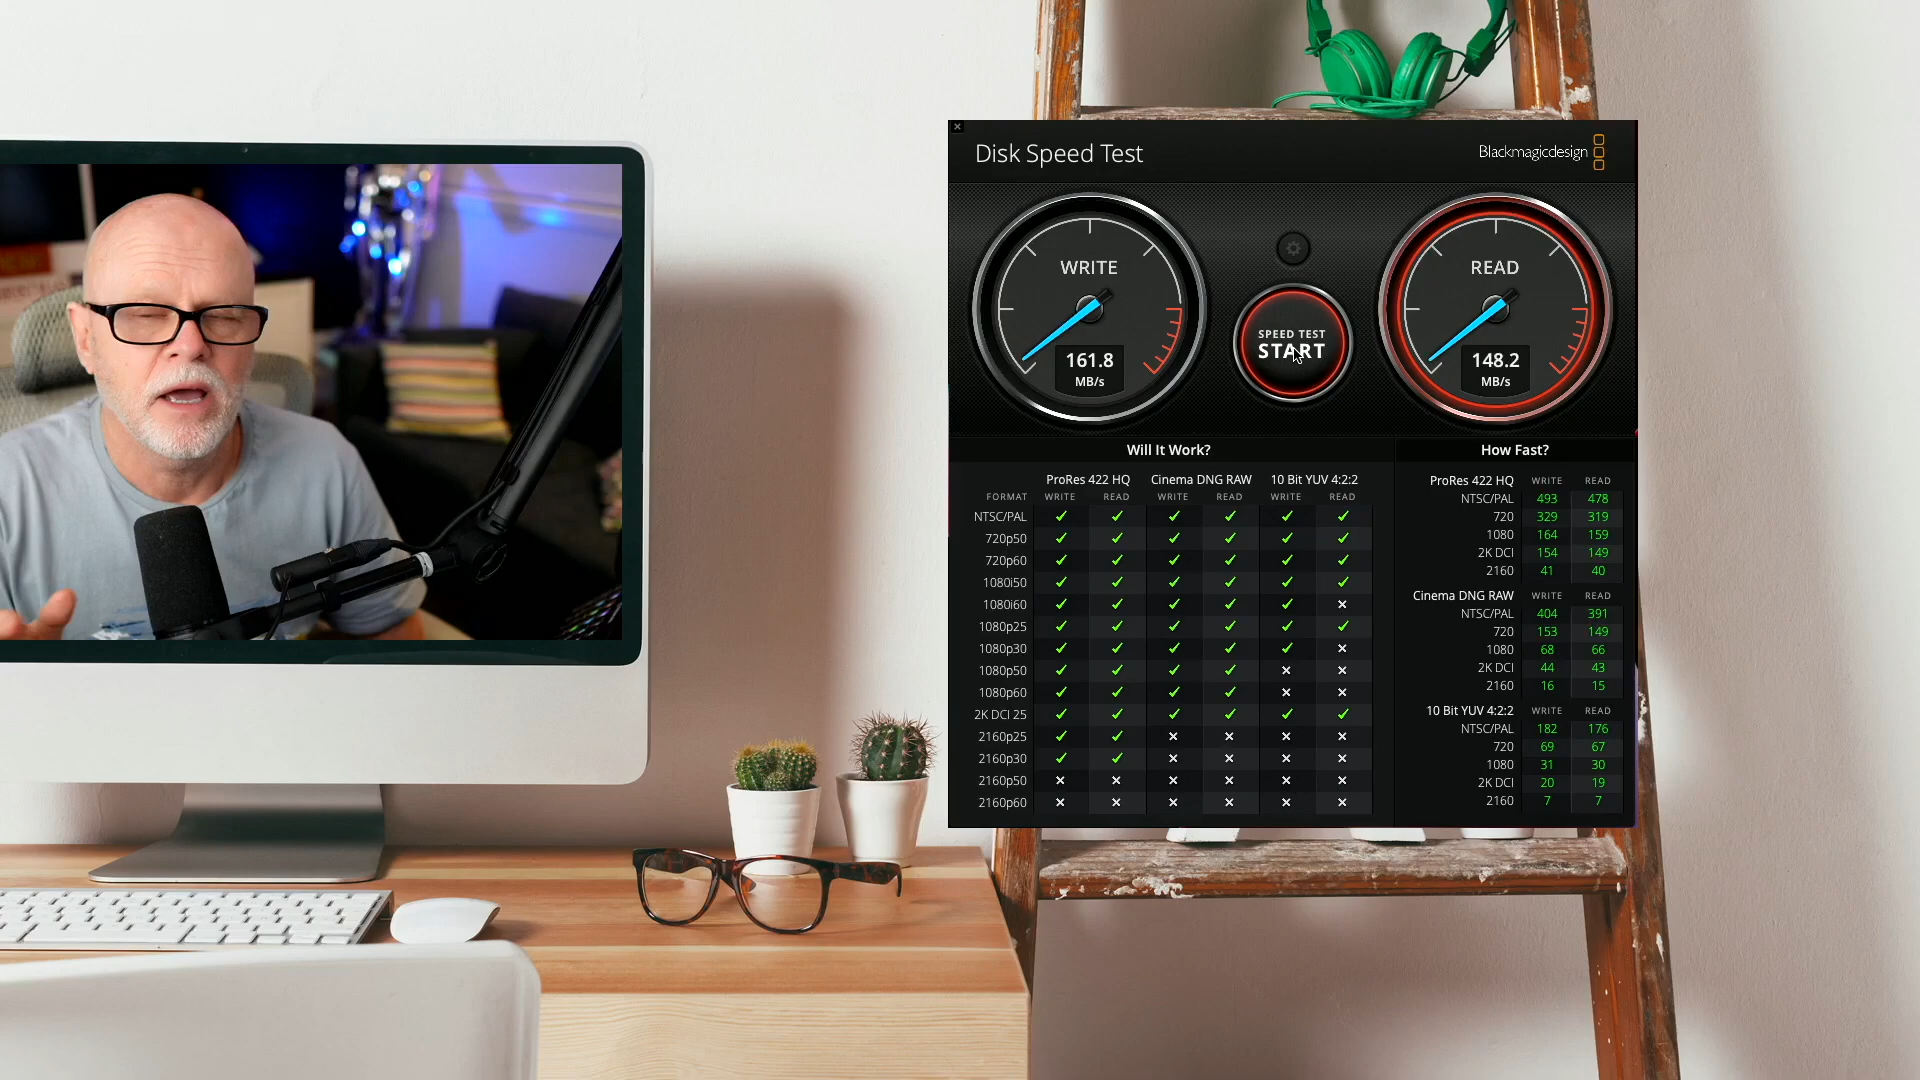 Disk Speed Test
Blackmagicdesign
WRITE
161.8
MB/s
SPEED TEST
START
READ
148.2
MB/s
Will It Work?
ProRes 422 HQ Cinema DNG RAW 10 Bit YUV 4:2:2
FORMAT WRITE READ WRITE READ WRITE READ
NTSC/PAL ✓ ✓ ✓ ✓ ✓ ✓
720p50 ✓ ✓ ✓ ✓ ✓ ✓
720p60 ✓ ✓ ✓ ✓ ✓ ✓
1080i50 ✓ ✓ ✓ ✓ ✓ ✓
1080i60 ✓ ✓ ✓ ✓ ✓ ×
1080p25 ✓ ✓ ✓ ✓ ✓ ✓
1080p30 ✓ ✓ ✓ ✓ ✓ ×
1080p50 ✓ ✓ ✓ ✓ × ×
1080p60 ✓ ✓ ✓ ✓ × ×
2K DCI 25 ✓ ✓ ✓ ✓ ✓ ✓
2160p25 ✓ ✓ × × × ×
2160p30 ✓ ✓ × × × ×
2160p50 × × × × × ×
2160p60 × × × × × ×
How Fast?
ProRes 422 HQ WRITE READ
NTSC/PAL 493 478
720 329 319
1080 164 159
2K DCI 154 149
2160 41 40
Cinema DNG RAW WRITE READ
NTSC/PAL 404 391
720 153 149
1080 68 66
2K DCI 44 43
2160 16 15
10 Bit YUV 4:2:2 WRITE READ
NTSC/PAL 182 176
720 69 67
1080 31 30
2K DCI 20 19
2160 7 7